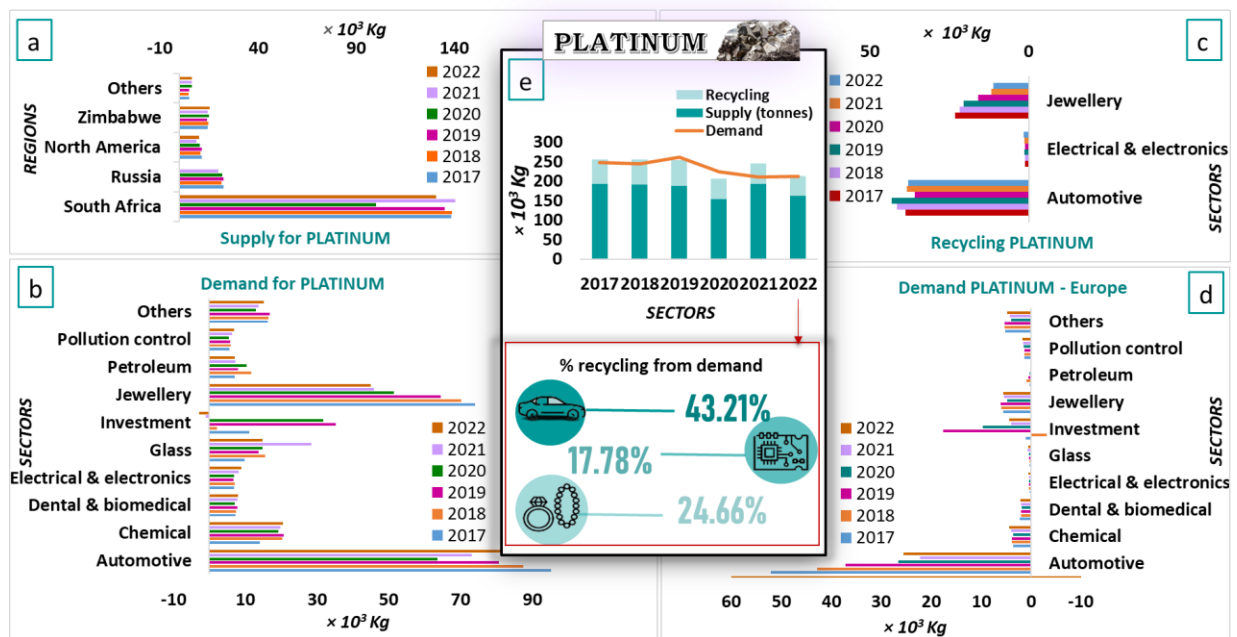 a
× 10³ Kg
-10 40 90 140
REGIONS
Others
Zimbabwe
North America
Russia
South Africa
2022
2021
2020
2019
2018
2017
Supply for PLATINUM
PLATINUM
e
Recycling
Supply (tonnes)
Demand
× 10³ Kg
300
250
200
150
100
50
0
2017 2018 2019 2020 2021 2022
SECTORS
% recycling from demand
43.21%
17.78%
24.66%
c
× 10³ Kg
50 0
2022
2021
2020
2019
2018
2017
Jewellery
Electrical & electronics
Automotive
SECTORS
Recycling PLATINUM
b
Demand for PLATINUM
SECTORS
Others
Pollution control
Petroleum
Jewellery
Investment
Glass
Electrical & electronics
Dental & biomedical
Chemical
Automotive
2022
2021
2020
2019
2018
2017
-10 10 30 50 70 90
× 10³ Kg
Demand PLATINUM - Europe
d
Others
Pollution control
Petroleum
Jewellery
Investment
Glass
Electrical & electronics
Dental & biomedical
Chemical
Automotive
SECTORS
2022
2021
2020
2019
2018
2017
60 50 40 30 20 10 0 -10
× 10³ Kg